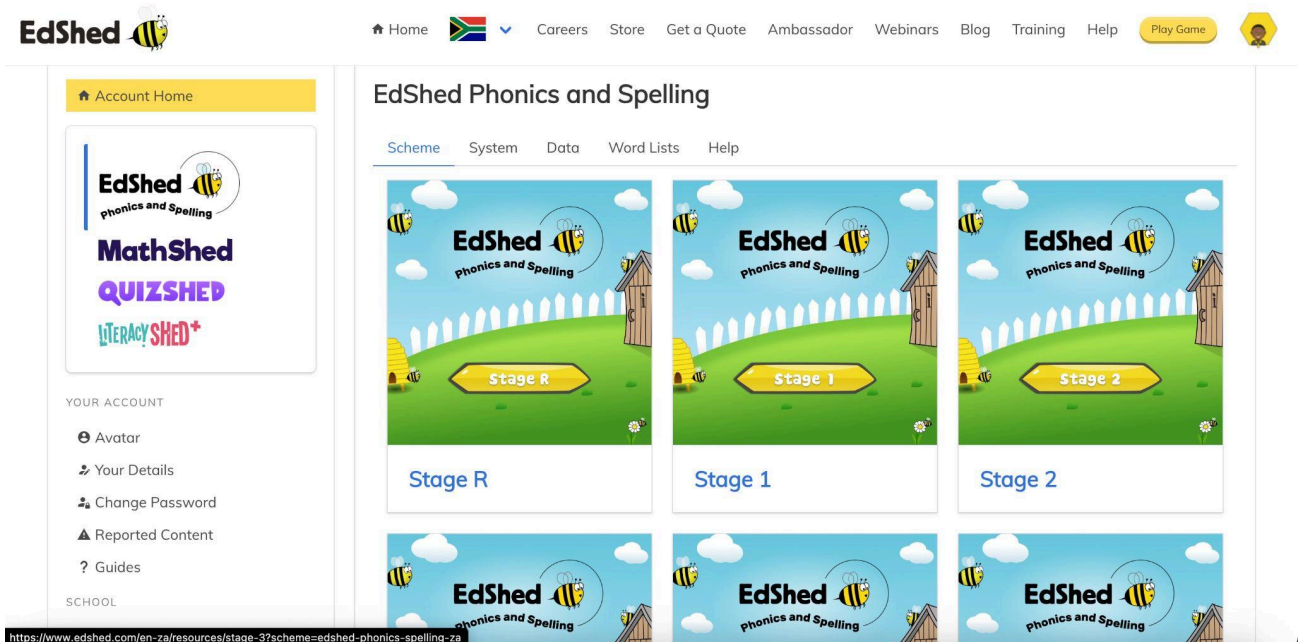 EdShed
Home
Careers
Store
Get a Quote
Ambassador
Webinars
Blog
Training
Help
Play Game
Account Home
EdShed
Phonics and Spelling
MathShed
QUIZSHED
LITERACY SHED+
YOUR ACCOUNT
Avatar
Your Details
Change Password
Reported Content
? Guides
SCHOOL
EdShed Phonics and Spelling
Scheme
System
Data
Word Lists
Help
EdShed
Phonics and Spelling
Stage R
Stage R
EdShed
Phonics and Spelling
Stage 1
Stage 1
EdShed
Phonics and Spelling
Stage 2
Stage 2
EdShed
Phonics and Spelling
EdShed
Phonics and Spelling
EdShed
Phonics and Spelling
https://www.edshed.com/en-za/resources/stage-3?scheme=edshed-phonics-spelling-za